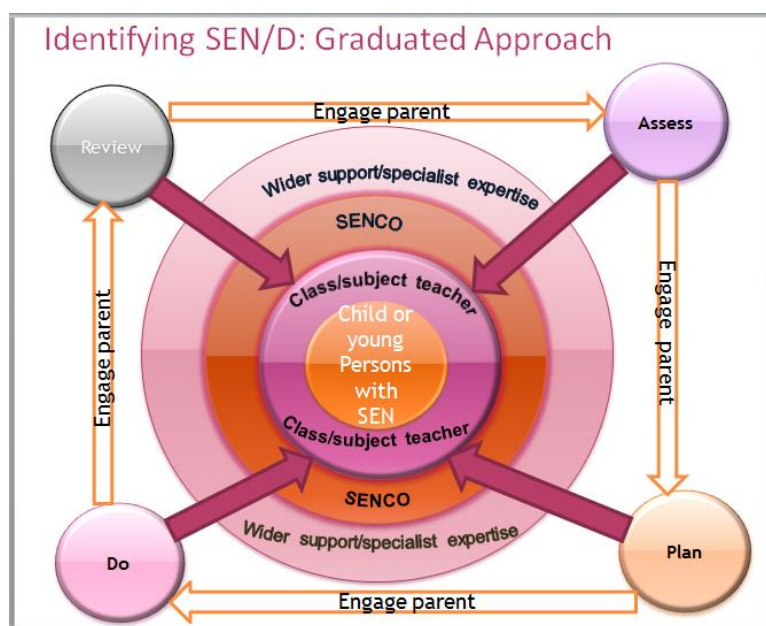 Identifying SEN/D: Graduated Approach
Review
Engage parent
Assess
Wider support/specialist expertise
SENCO
Class/subject teacher
Child or
young
Persons
with
SEN
Class/subject teacher
SENCO
Wider support/specialist expertise
Engage parent
Engage parent
Do
Engage parent
Plan